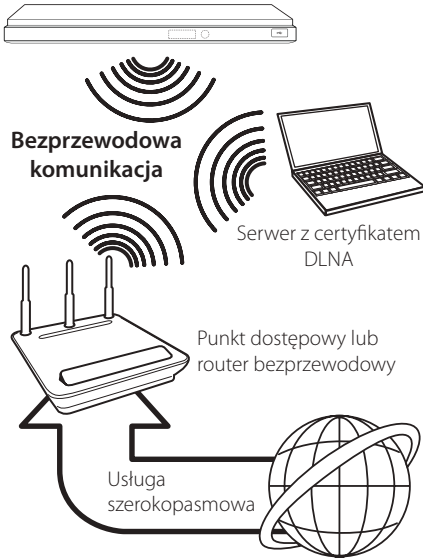 Bezprzewodowa
komunikacja
Serwer z certyfikatem
DLNA
Punkt dostępowy lub
router bezprzewodowy
Usługa
szerokopasmowa